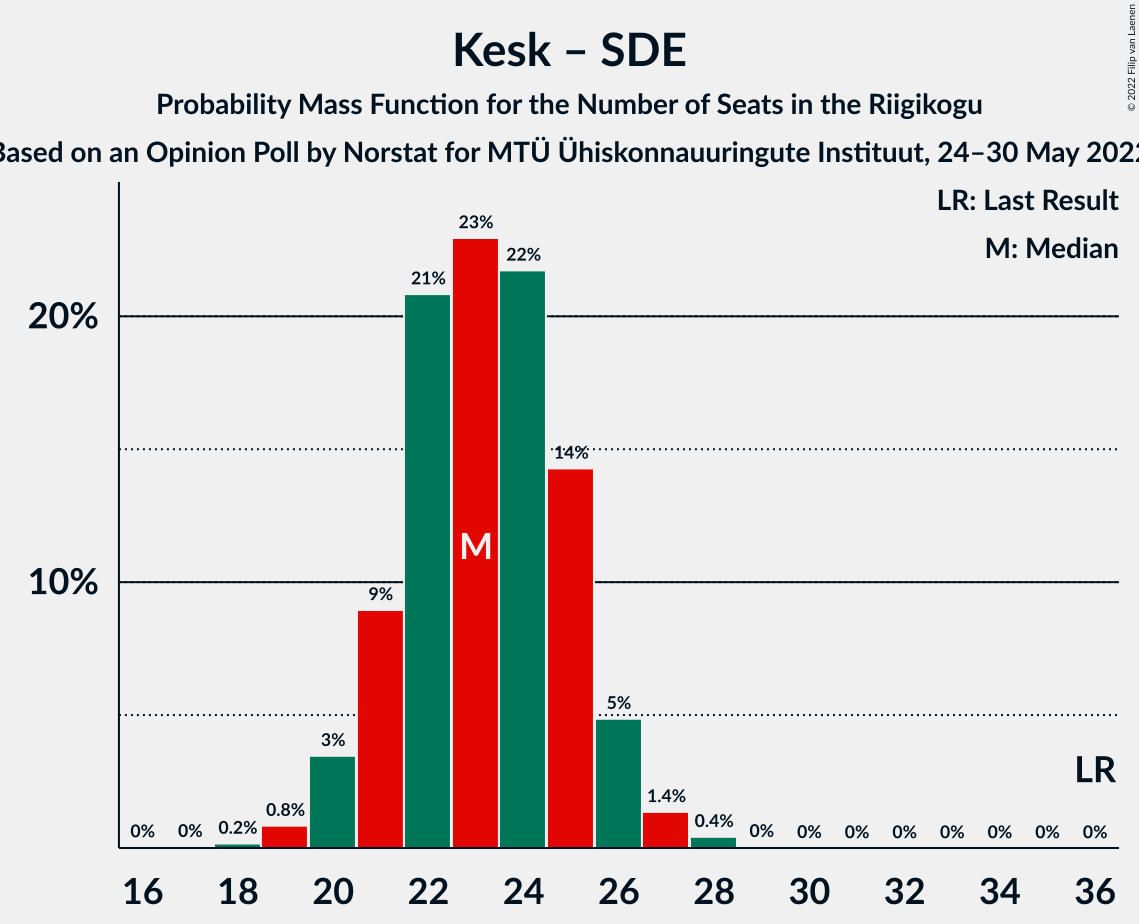 Kesk – SDE
Probability Mass Function for the Number of Seats in the Riigikogu
Based on an Opinion Poll by Norstat for MTÜ Ühiskonnauuringute Instituut, 24–30 May 2022
© 2022 Filip van Laenen
LR: Last Result
M: Median
20%
10%
0% 0% 0.2% 0.8% 3% 9% 21% 23% 22% 14% 5% 1.4% 0.4% 0% 0% 0% 0% 0% 0% 0% 0%
M
LR
16 18 20 22 24 26 28 30 32 34 36